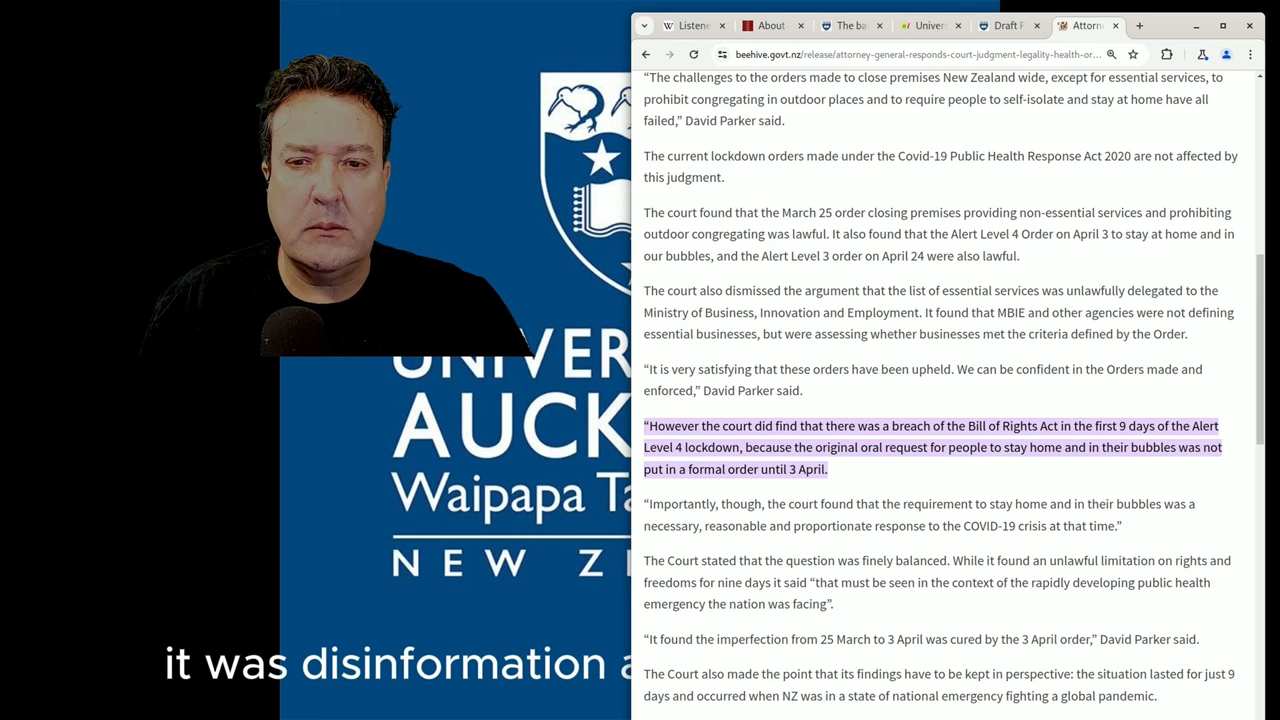 Listene
About
The ba
Univers
Draft F
Attorne
beehive.govt.nz/release/attorney-general-responds-court-judgment-legality-health-or...
“The challenges to the orders made to close premises New Zealand wide, except for essential services, to
prohibit congregating in outdoor places and to require people to self-isolate and stay at home have all
failed,” David Parker said.
The current lockdown orders made under the Covid-19 Public Health Response Act 2020 are not affected by
this judgment.
The court found that the March 25 order closing premises providing non-essential services and prohibiting
outdoor congregating was lawful. It also found that the Alert Level 4 Order on April 3 to stay at home and in
our bubbles, and the Alert Level 3 order on April 24 were also lawful.
The court also dismissed the argument that the list of essential services was unlawfully delegated to the
Ministry of Business, Innovation and Employment. It found that MBIE and other agencies were not defining
essential businesses, but were assessing whether businesses met the criteria defined by the Order.
“It is very satisfying that these orders have been upheld. We can be confident in the Orders made and
enforced,” David Parker said.
“However the court did find that there was a breach of the Bill of Rights Act in the first 9 days of the Alert
Level 4 lockdown, because the original oral request for people to stay home and in their bubbles was not
put in a formal order until 3 April.
“Importantly, though, the court found that the requirement to stay home and in their bubbles was a
necessary, reasonable and proportionate response to the COVID-19 crisis at that time.”
The Court stated that the question was finely balanced. While it found an unlawful limitation on rights and
freedoms for nine days it said “that must be seen in the context of the rapidly developing public health
emergency the nation was facing”.
“It found the imperfection from 25 March to 3 April was cured by the 3 April order,” David Parker said.
The Court also made the point that its findings have to be kept in perspective: the situation lasted for just 9
days and occurred when NZ was in a state of national emergency fighting a global pandemic.
UNIVER
AUCK
Waipapa Ta
NEW Z
it was disinformation a